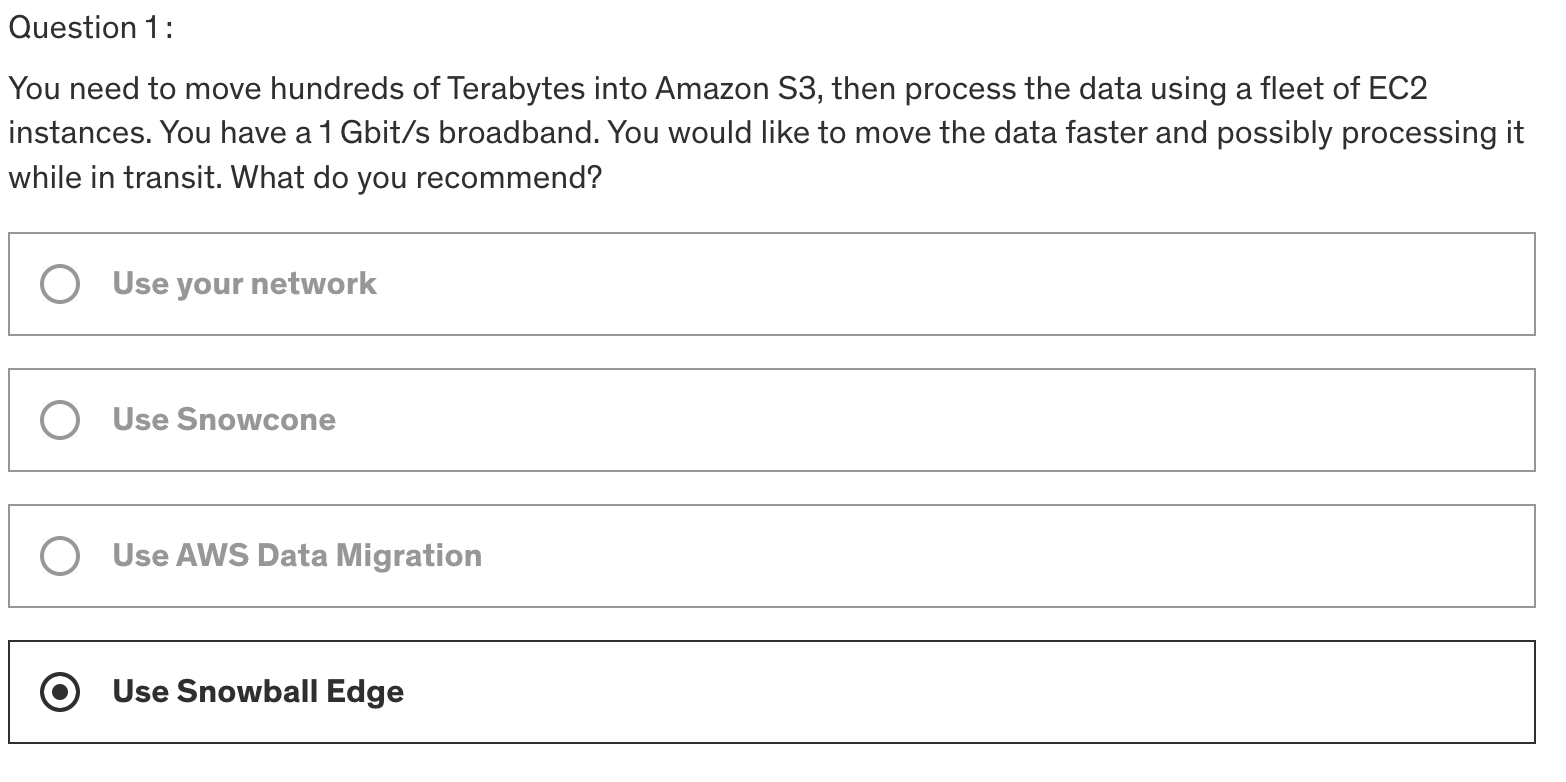 Question 1:
You need to move hundreds of Terabytes into Amazon S3, then process the data using a fleet of EC2
instances. You have a 1 Gbit/s broadband. You would like to move the data faster and possibly processing it
while in transit. What do you recommend?
Use your network
Use Snowcone
Use AWS Data Migration
Use Snowball Edge